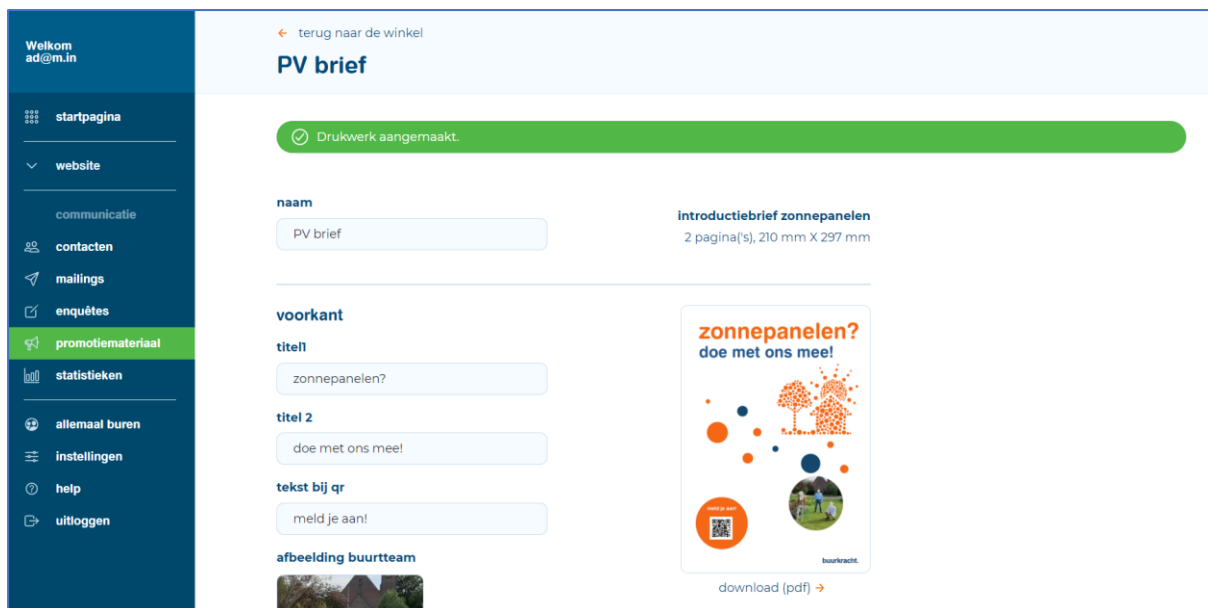 Welkom
ad@m.in
startpagina
website
communicatie
contacten
mailings
enquêtes
promotiemateriaal
statistieken
allemaal buren
instellingen
help
uitloggen
← terug naar de winkel
PV brief
Drukwerk aangemaakt.
naam
PV brief
introductiebrief zonnepanelen
2 pagina('s), 210 mm X 297 mm
voorkant
titel1
zonnepanelen?
titel 2
doe met ons mee!
tekst bij qr
meld je aan!
afbeelding buurtteam
zonnepanelen?
doe met ons mee!
meld je aan!
buurkracht.
download (pdf) →